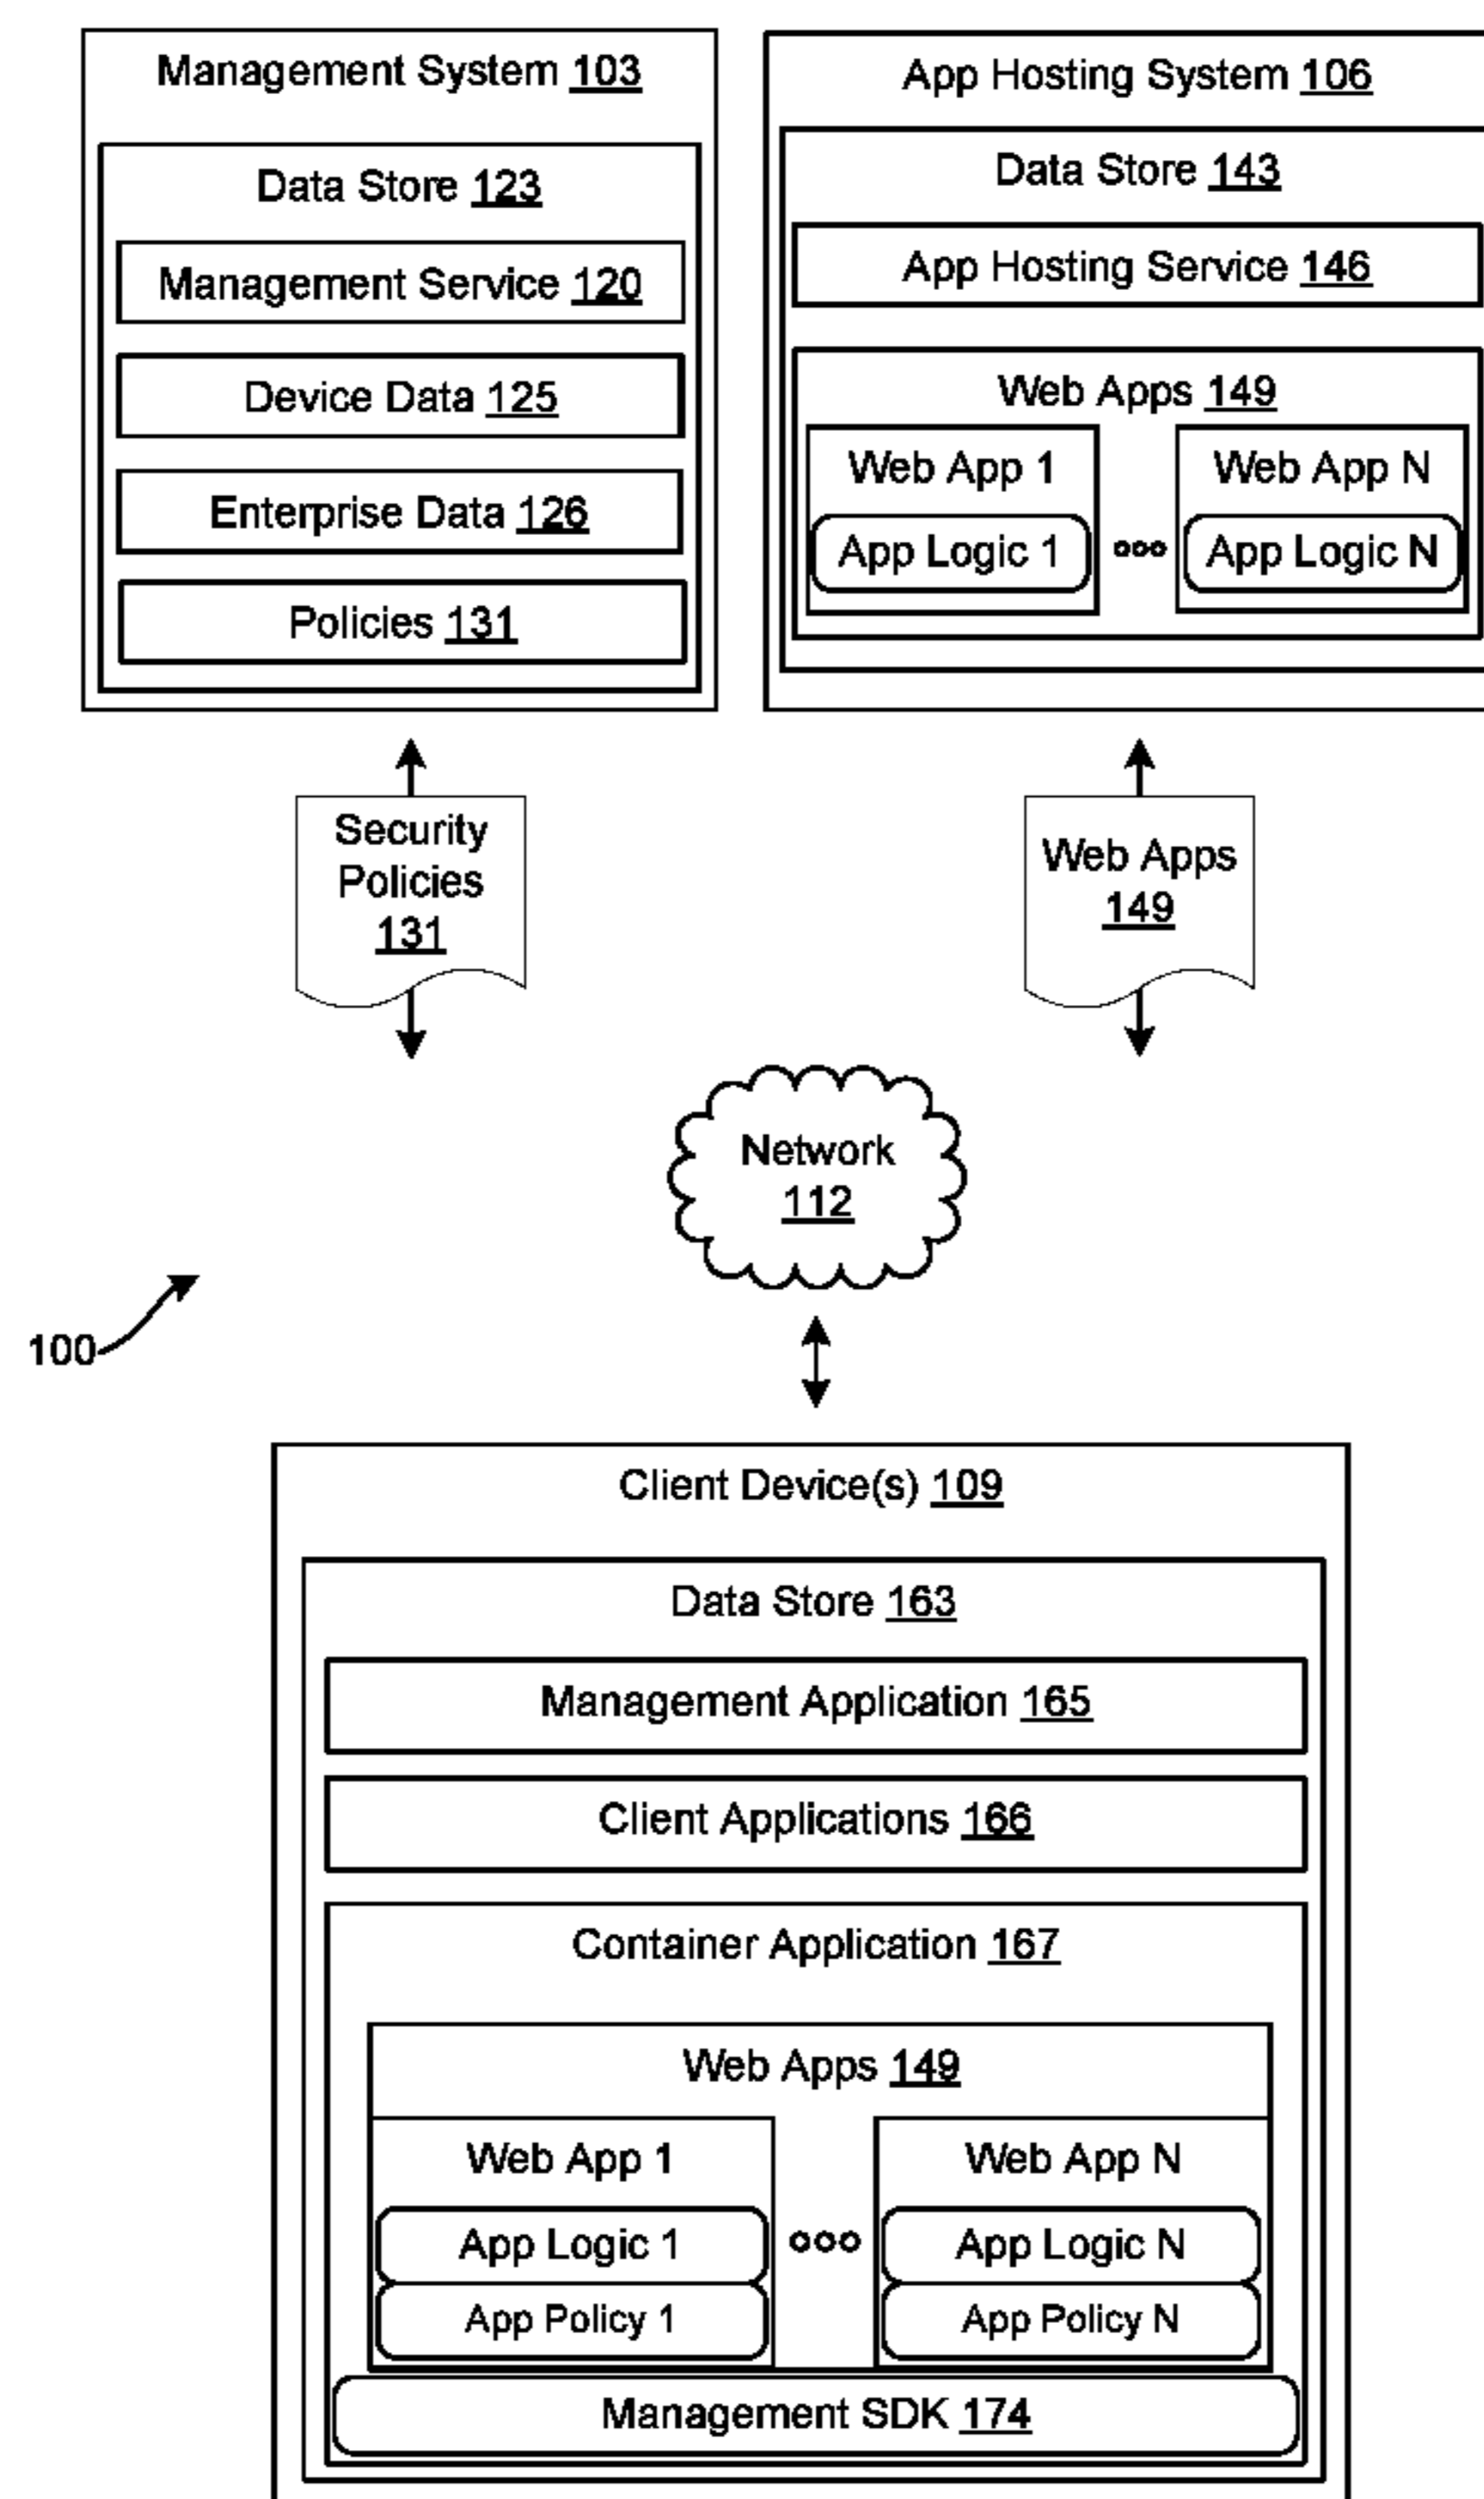 Management System 103
Data Store 123
Management Service 120
Device Data 125
Enterprise Data 126
Policies 131
App Hosting System 106
Data Store 143
App Hosting Service 146
Web Apps 149
Web App 1
App Logic 1
Web App N
App Logic N
Security
Policies
131
Web Apps
149
Network
112
100
Client Device(s) 109
Data Store 163
Management Application 165
Client Applications 166
Container Application 167
Web Apps 149
Web App 1
App Logic 1
App Policy 1
Web App N
App Logic N
App Policy N
Management SDK 174